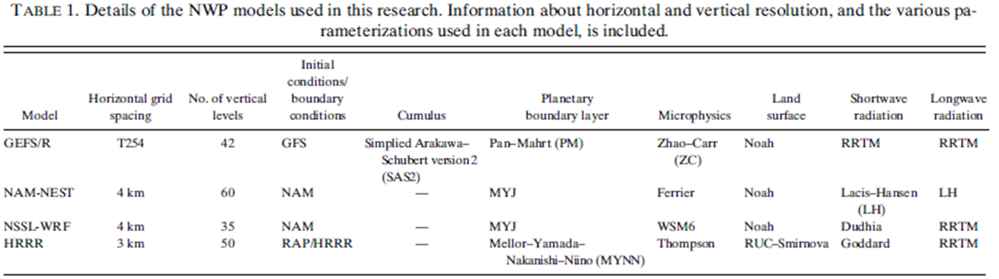 TABLE 1. Details of the NWP models used in this research. Information about horizontal and vertical resolution, and the various pa-
rameterizations used in each model, is included.
Initial
conditions/
Horizontal grid No. of vertical boundary Planetary Land Shortwave Longwave
Model spacing levels conditions Cumulus boundary layer Microphysics surface radiation radiation
GEFS/R T254 42 GFS Simplied Arakawa– Pan–Mahrt (PM) Zhao–Carr Noah RRTM RRTM
Schubert version 2 (ZC)
(SAS2)
NAM-NEST 4 km 60 NAM — MYJ Ferrier Noah Lacis–Hansen LH
(LH)
NSSL-WRF 4 km 35 NAM — MYJ WSM6 Noah Dudhia RRTM
HRRR 3 km 50 RAP/HRRR — Mellor–Yamada– Thompson RUC–Smirnova Goddard RRTM
Nakanishi–Niino (MYNN)